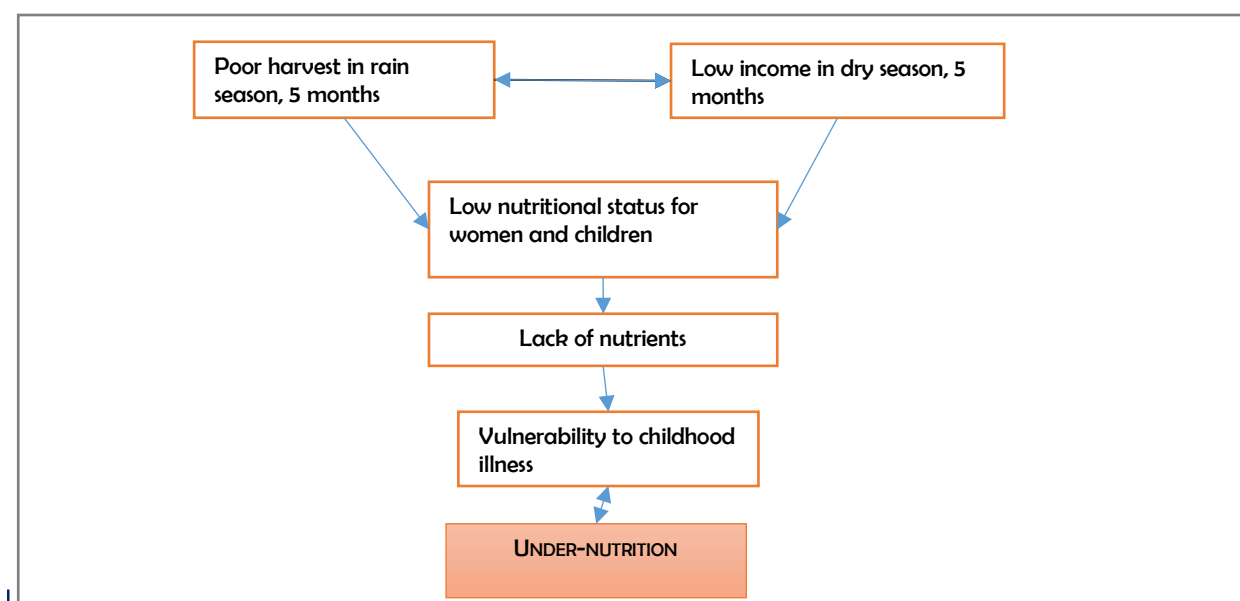 Poor harvest in rain
season, 5 months
Low income in dry season, 5
months
Low nutritional status for
women and children
Lack of nutrients
Vulnerability to childhood
illness
UNDER-NUTRITION